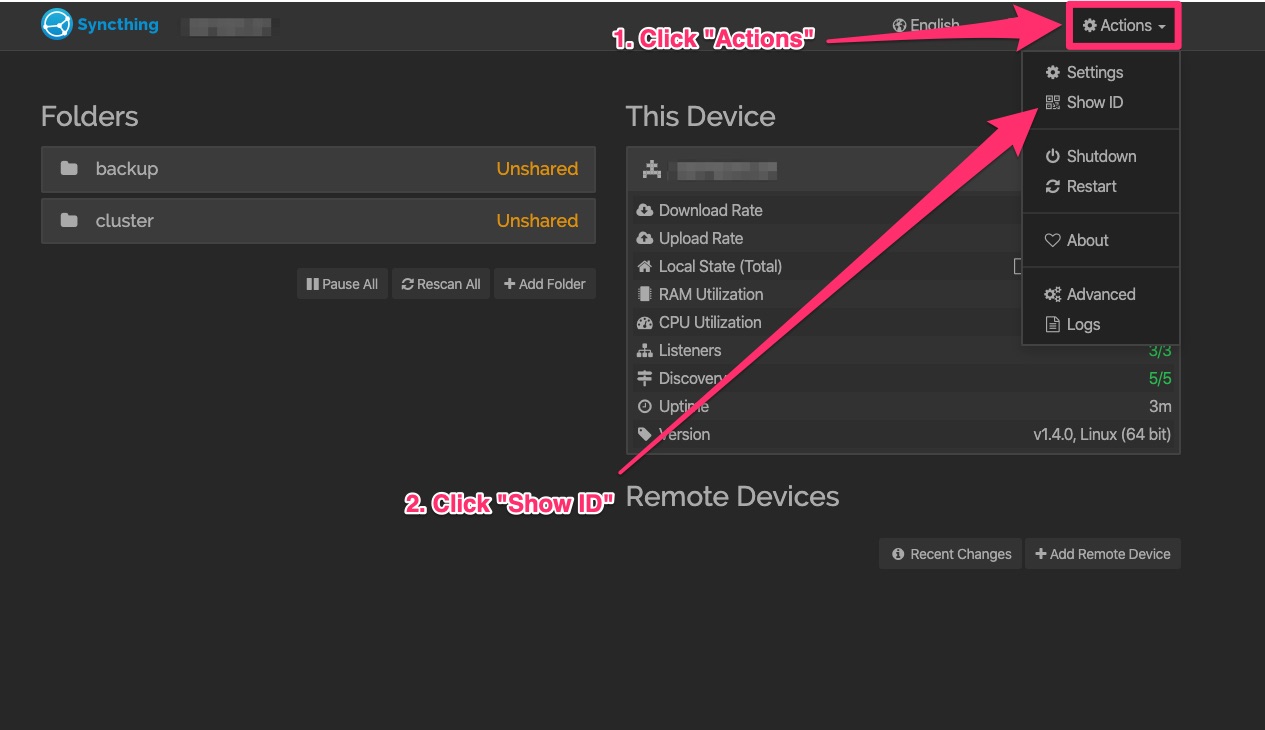 Syncthing
English
Actions
1. Click "Actions"
Settings
Show ID
Shutdown
Restart
About
Advanced
Logs
Folders
backup
Unshared
cluster
Unshared
Pause All
Rescan All
Add Folder
This Device
Download Rate
Upload Rate
Local State (Total)
RAM Utilization
CPU Utilization
Listeners
3/3
Discovery
5/5
Uptime
3m
Version
v1.4.0, Linux (64 bit)
2. Click "Show ID"
Remote Devices
Recent Changes
Add Remote Device